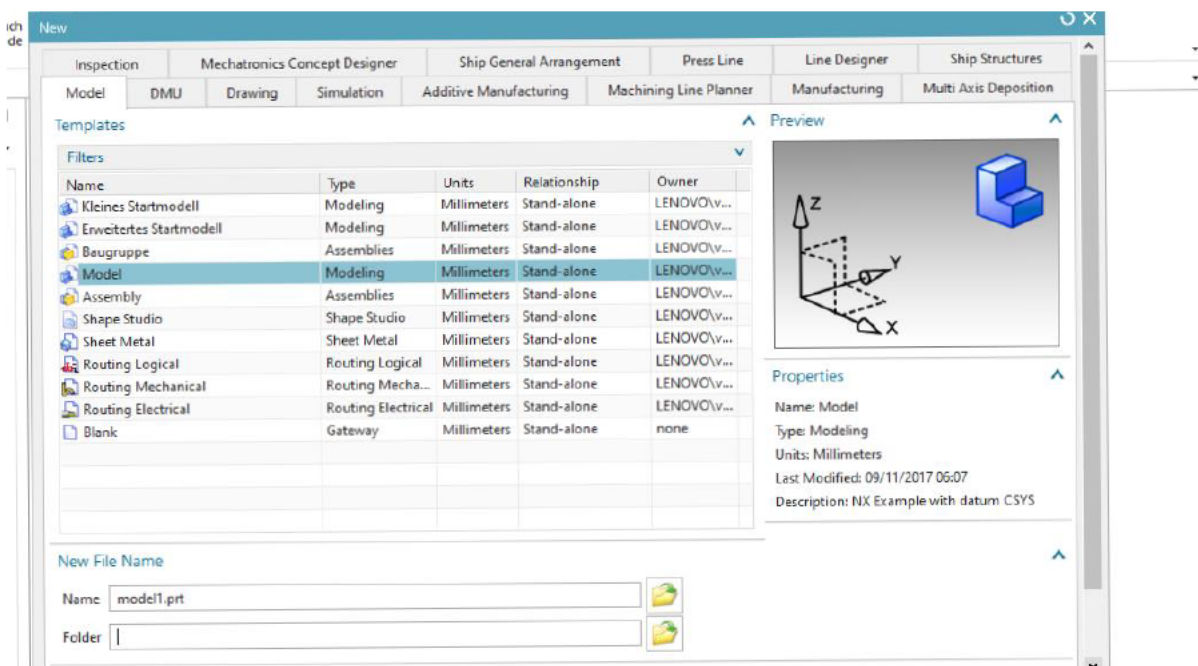 ich
de
New
Inspection Mechatronics Concept Designer Ship General Arrangement Press Line Line Designer Ship Structures
Model DMU Drawing Simulation Additive Manufacturing Machining Line Planner Manufacturing Multi Axis Deposition
Templates
Filters
Name Type Units Relationship Owner
Kleines Startmodell Modeling Millimeters Stand-alone LENOVO\v...
Erweitertes Startmodell Modeling Millimeters Stand-alone LENOVO\v...
Baugruppe Assemblies Millimeters Stand-alone LENOVO\v...
Model Modeling Millimeters Stand-alone LENOVO\v...
Assembly Assemblies Millimeters Stand-alone LENOVO\v...
Shape Studio Shape Studio Millimeters Stand-alone LENOVO\v...
Sheet Metal Sheet Metal Millimeters Stand-alone LENOVO\v...
Routing Logical Routing Logical Millimeters Stand-alone LENOVO\v...
Routing Mechanical Routing Mecha... Millimeters Stand-alone LENOVO\v...
Routing Electrical Routing Electrical Millimeters Stand-alone LENOVO\v...
Blank Gateway Millimeters Stand-alone none
Preview
Z
Y
X
Properties
Name: Model
Type: Modeling
Units: Millimeters
Last Modified: 09/11/2017 06:07
Description: NX Example with datum CSYS
New File Name
Name model1.prt
Folder